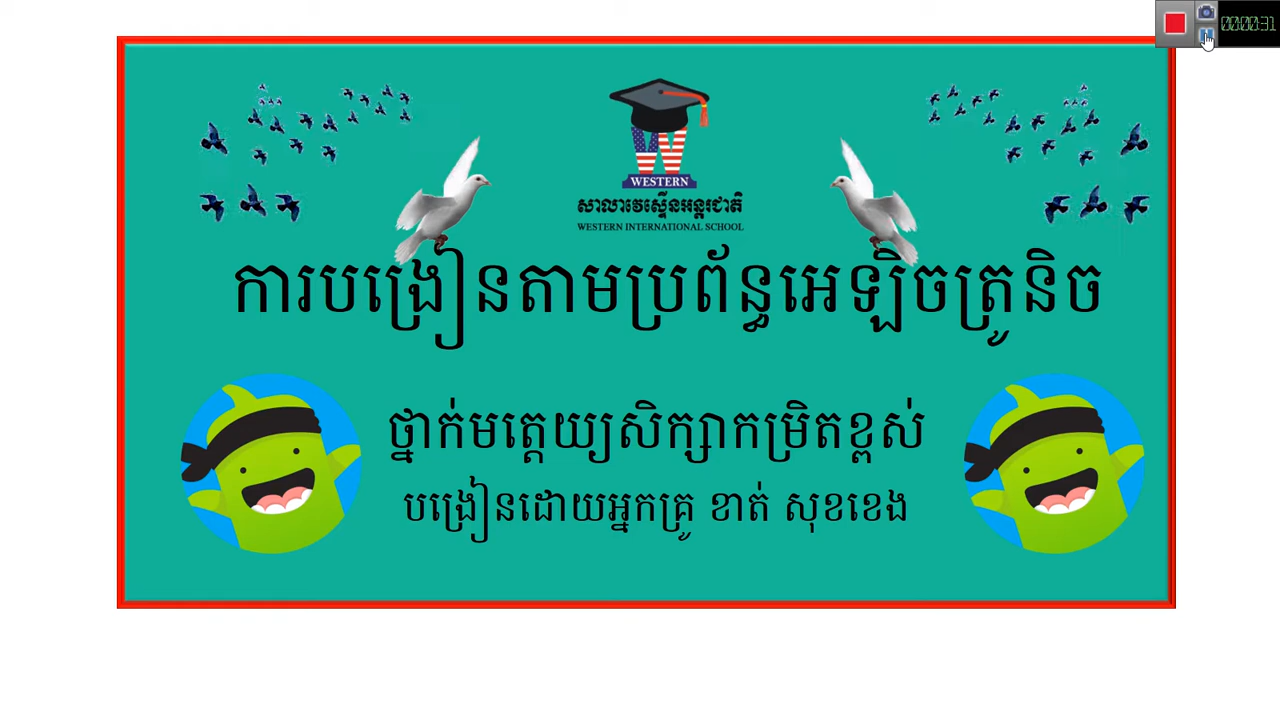 000031
WESTERN
សាលាវេស្ទើនអន្តរជាតិ
WESTERN INTERNATIONAL SCHOOL
ការបង្រៀនតាមប្រព័ន្ធអេឡិចត្រូនិច
ថ្នាក់មត្តេយ្យសិក្សាកម្រិតខ្ពស់
បង្រៀនដោយអ្នកគ្រូ ខាត់ សុខខេង